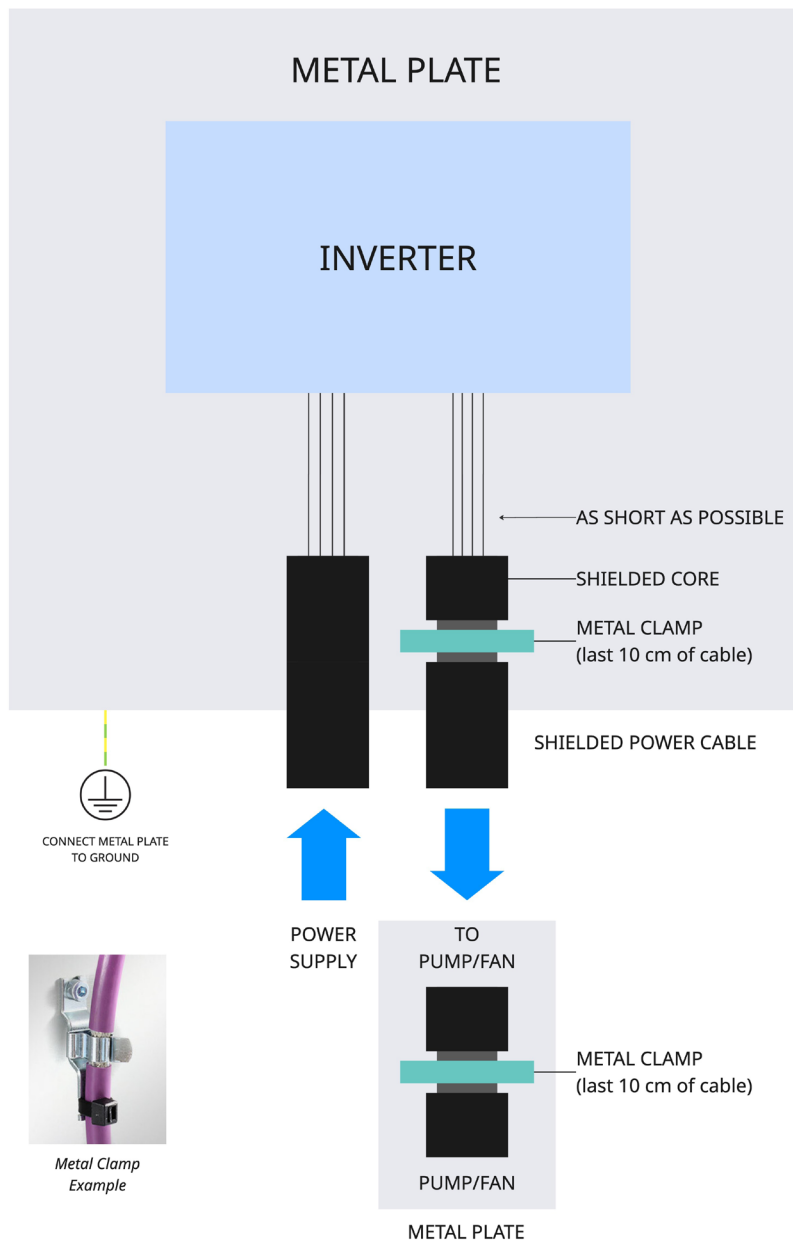 METAL PLATE
INVERTER
AS SHORT AS POSSIBLE
SHIELDED CORE
METAL CLAMP
(last 10 cm of cable)
SHIELDED POWER CABLE
CONNECT METAL PLATE
TO GROUND
POWER
SUPPLY
TO
PUMP/FAN
METAL CLAMP
(last 10 cm of cable)
Metal Clamp
Example
PUMP/FAN
METAL PLATE